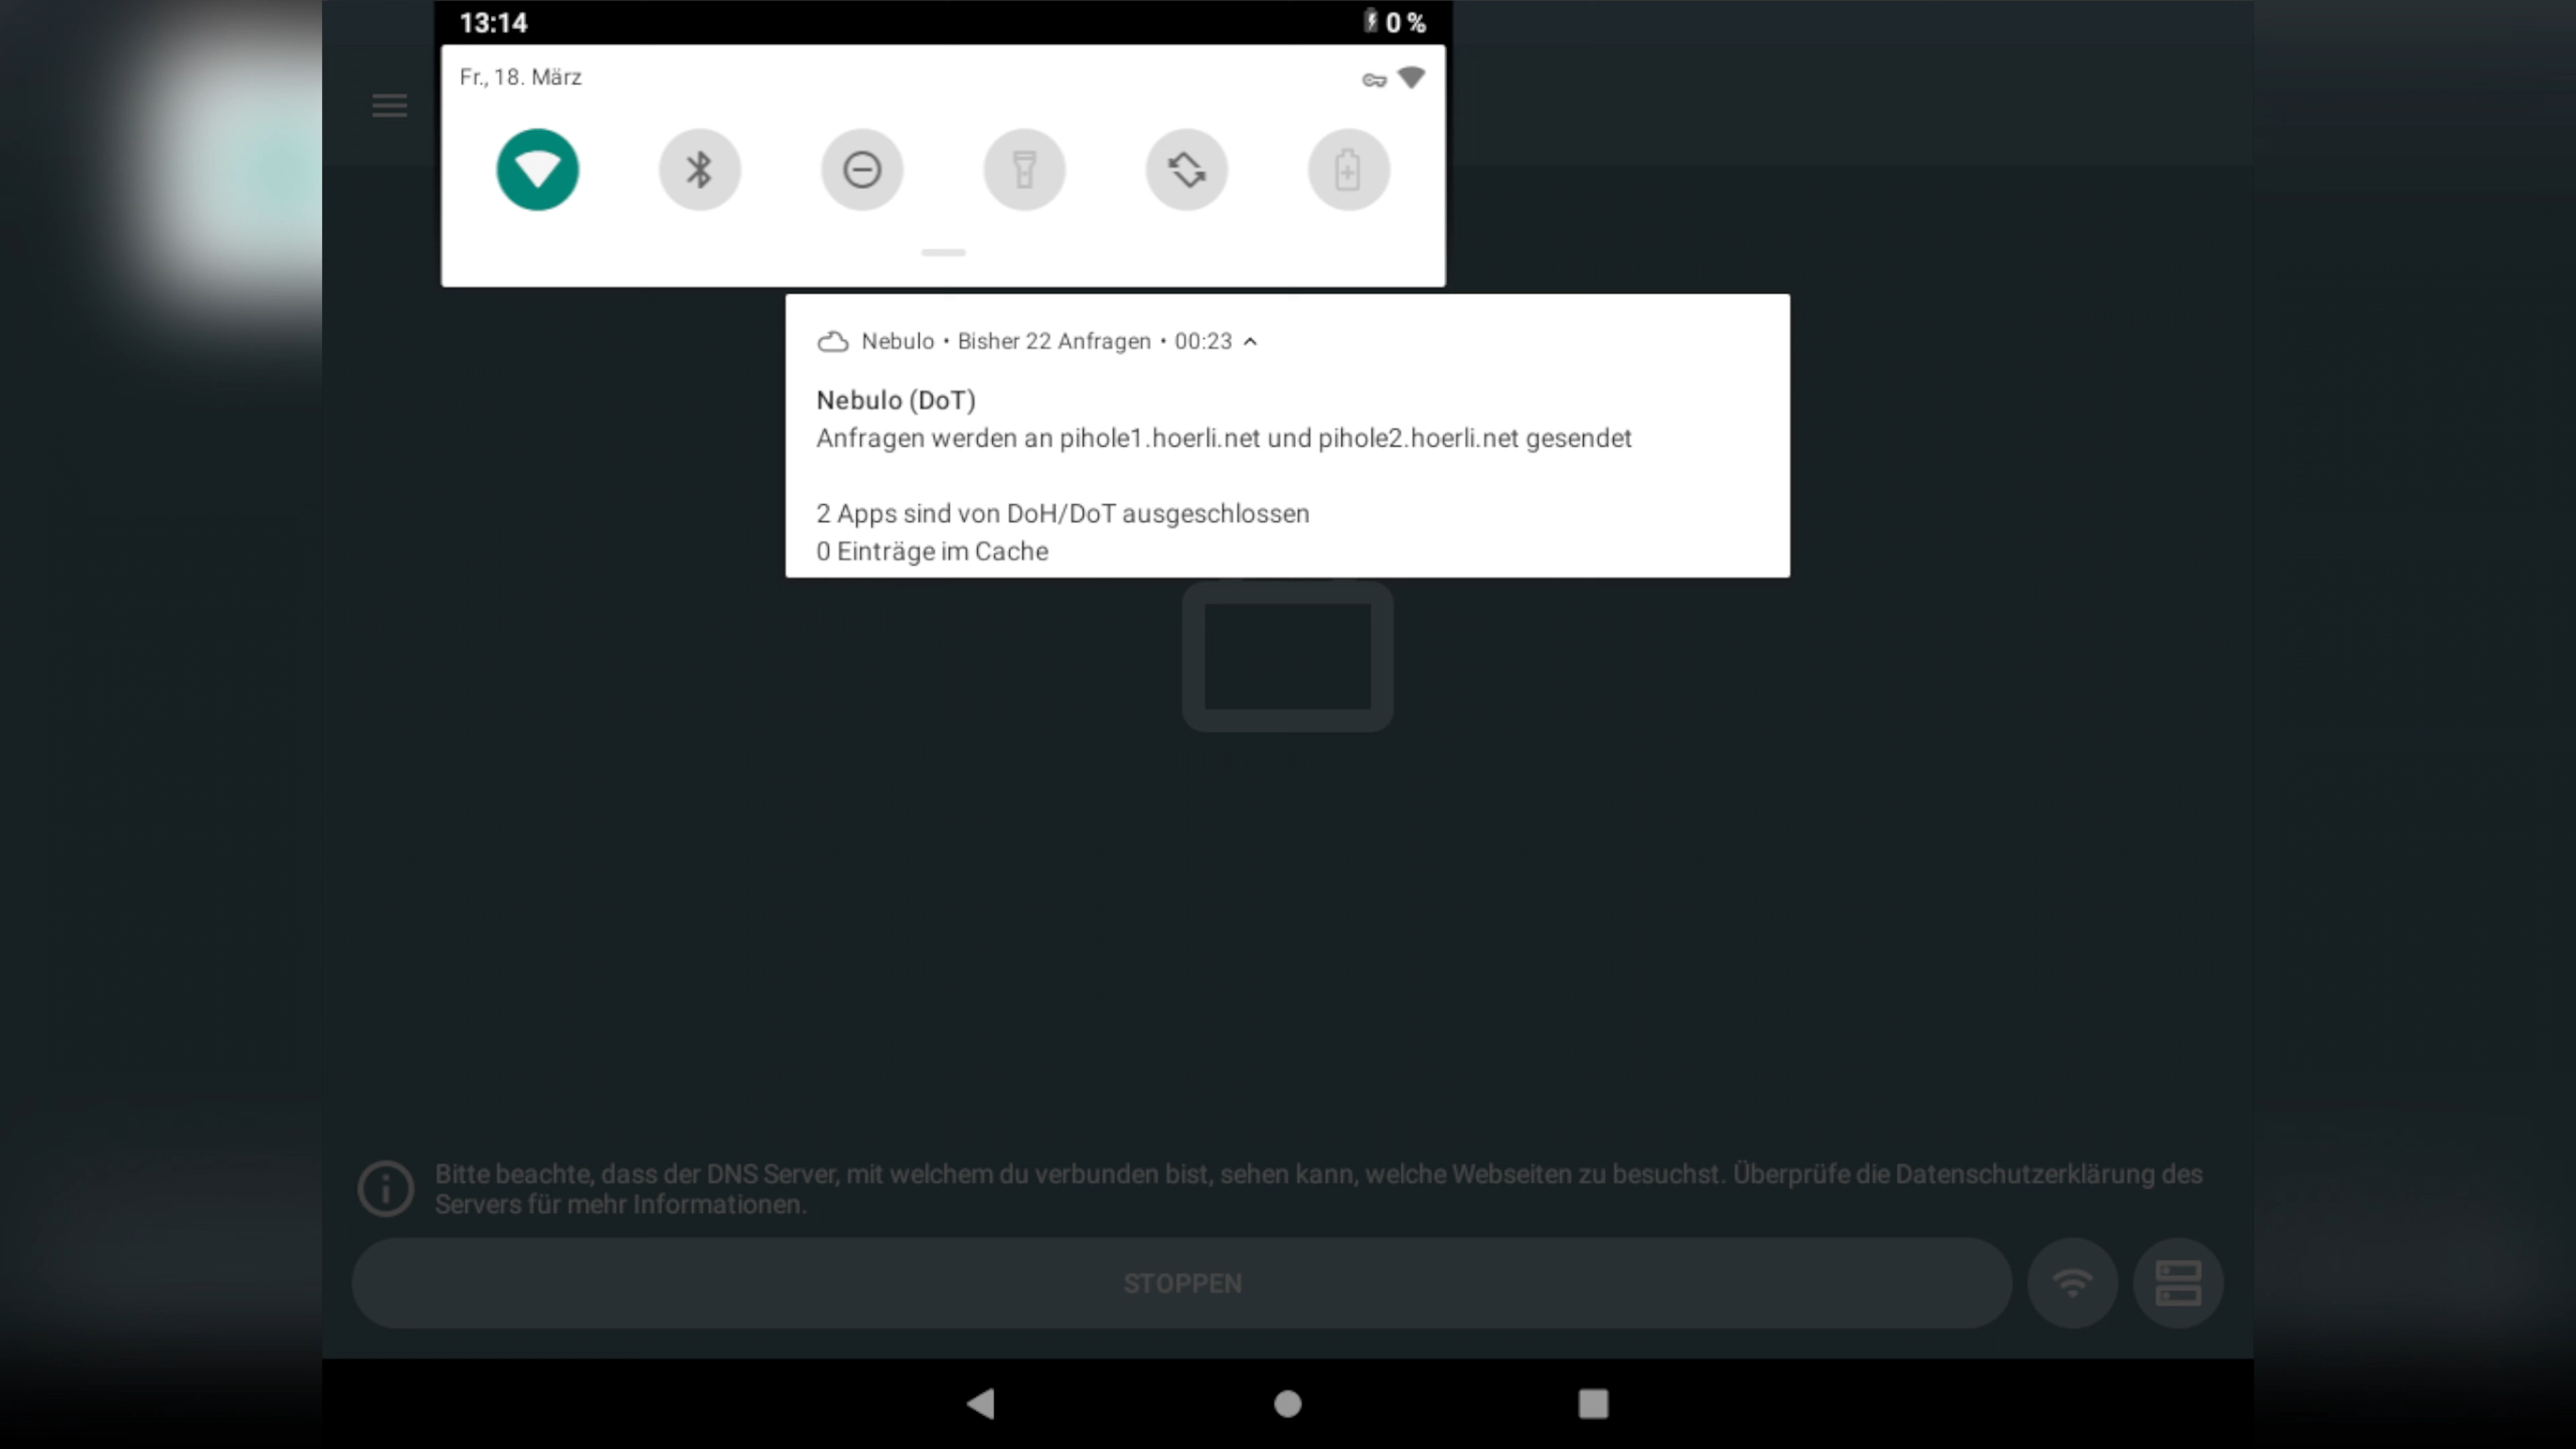 13:14
0 %
Fr., 18. März
Nebulo • Bisher 22 Anfragen • 00:23
Nebulo (DoT)
Anfragen werden an pihole1.hoerli.net und pihole2.hoerli.net gesendet
2 Apps sind von DoH/DoT ausgeschlossen
0 Einträge im Cache
Bitte beachte, dass der DNS Server, mit welchem du verbunden bist, sehen kann, welche Webseiten zu besuchst. Überprüfe die Datenschutzerklärung des
Servers für mehr Informationen.
STOPPEN